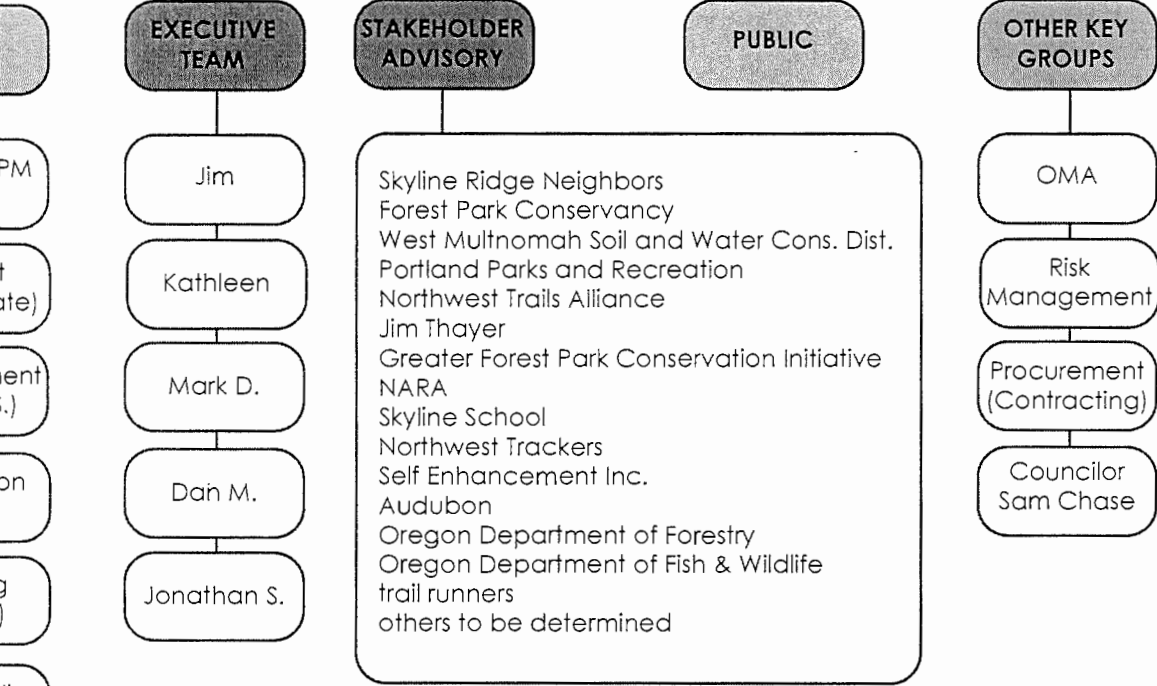 EXECUTIVE
TEAM
Jim
Kathleen
Mark D.
Dan M.
Jonathan S.
STAKEHOLDER
ADVISORY
Skyline Ridge Neighbors
Forest Park Conservancy
West Multnomah Soil and Water Cons. Dist.
Portland Parks and Recreation
Northwest Trails Alliance
Jim Thayer
Greater Forest Park Conservation Initiative
NARA
Skyline School
Northwest Trackers
Self Enhancement Inc.
Audubon
Oregon Department of Forestry
Oregon Department of Fish & Wildlife
trail runners
others to be determined
PUBLIC
OTHER KEY
GROUPS
OMA
Risk
Management
Procurement
(Contracting)
Councilor
Sam Chase
PM